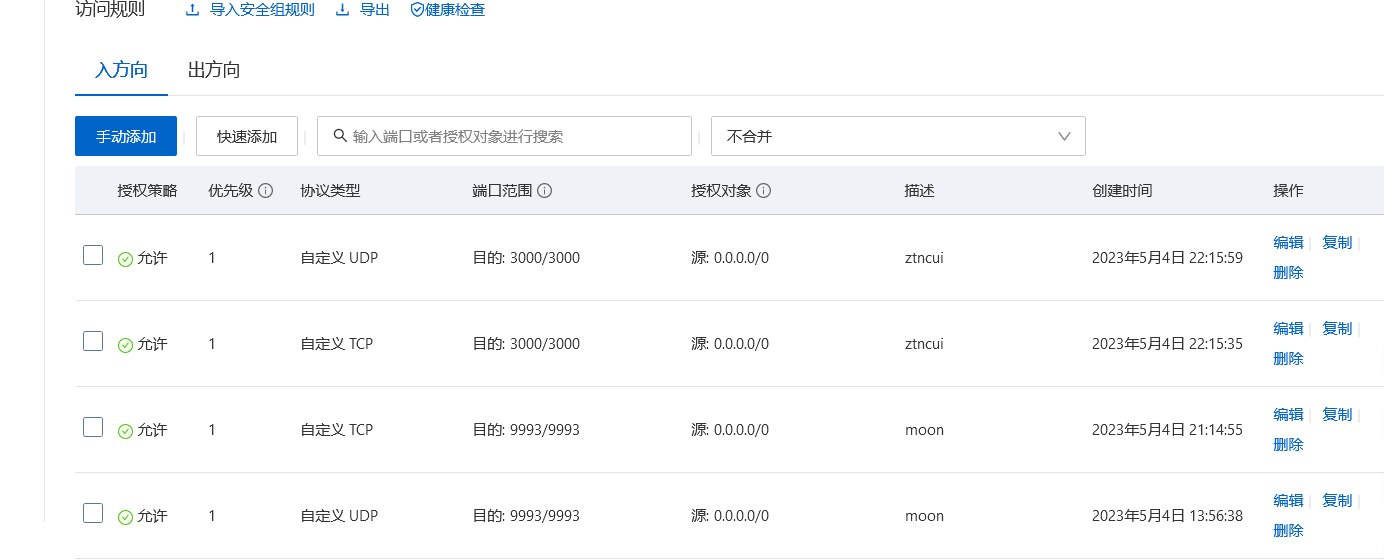 访问规则 导入安全组规则 导出 健康检查
入方向 出方向
手动添加 快速添加 输入端口或者授权对象进行搜索 不合并
授权策略 优先级 协议类型 端口范围 授权对象 描述 创建时间 操作
允许 1 自定义 UDP 目的: 3000/3000 源: 0.0.0.0/0 ztncui 2023年5月4日 22:15:59 编辑 复制
删除
允许 1 自定义 TCP 目的: 3000/3000 源: 0.0.0.0/0 ztncui 2023年5月4日 22:15:35 编辑 复制
删除
允许 1 自定义 TCP 目的: 9993/9993 源: 0.0.0.0/0 moon 2023年5月4日 21:14:55 编辑 复制
删除
允许 1 自定义 UDP 目的: 9993/9993 源: 0.0.0.0/0 moon 2023年5月4日 13:56:38 编辑 复制
删除